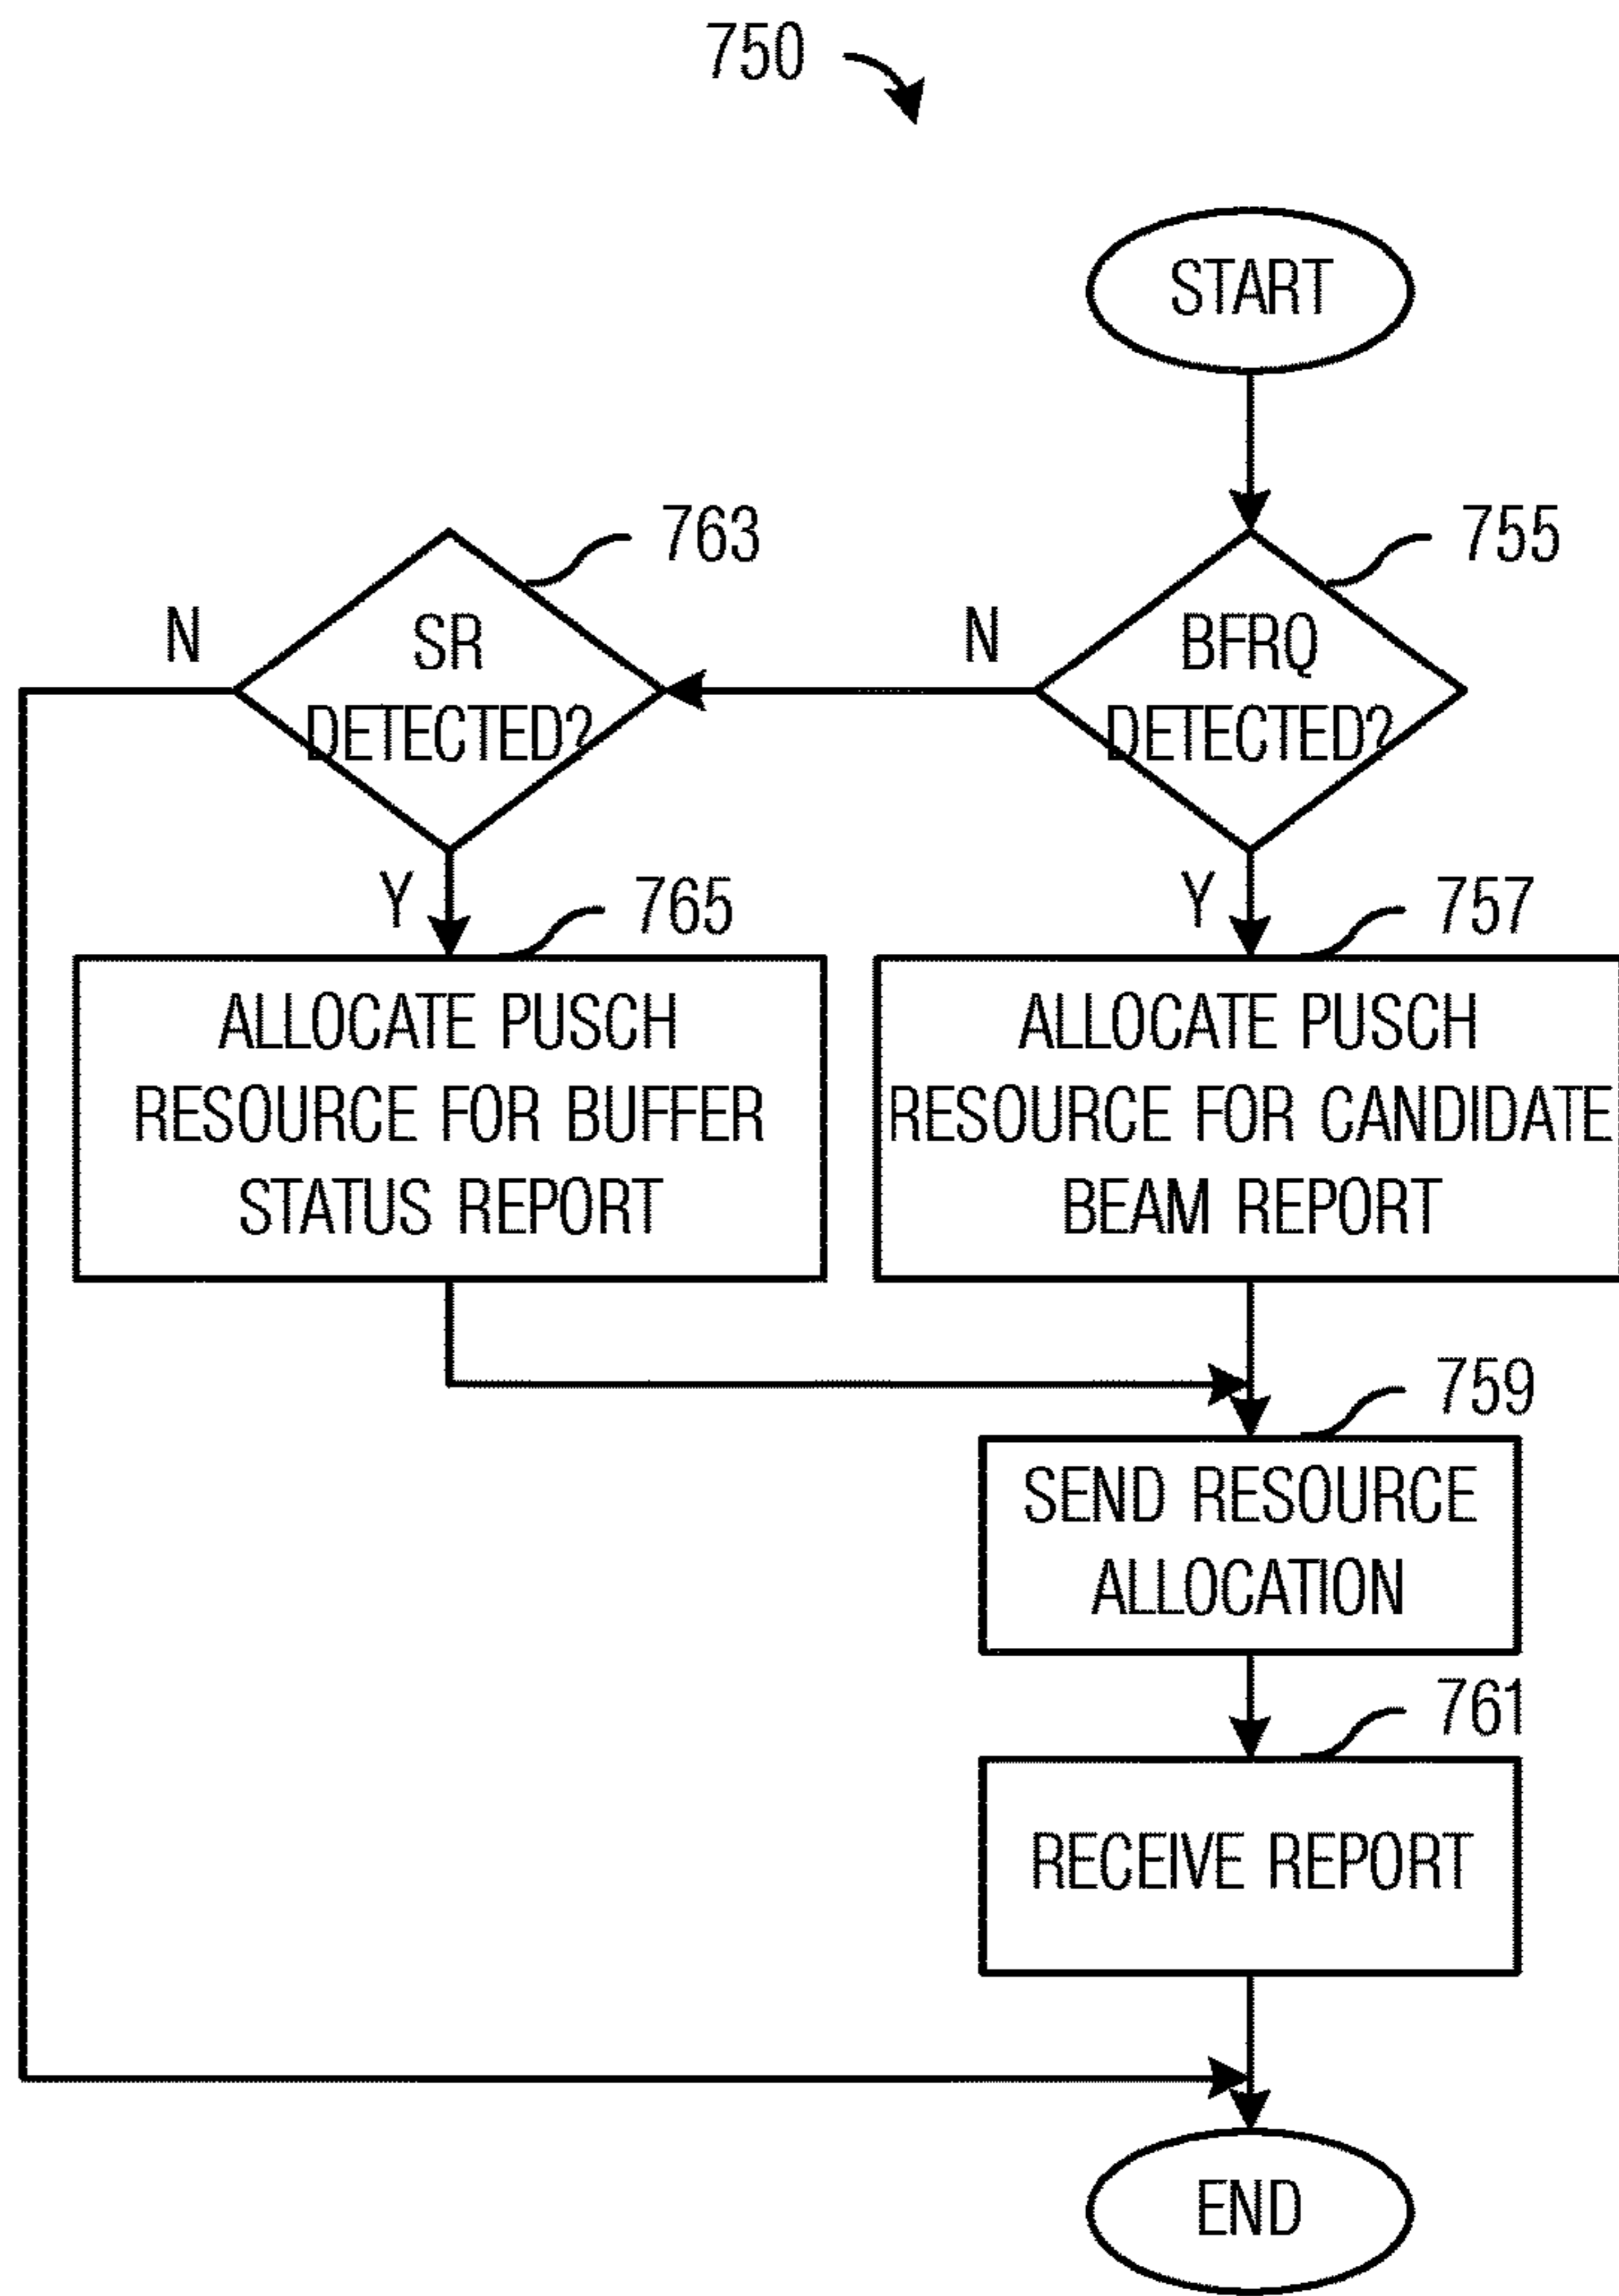 750
START
763
755
N
SR
DETECTED?
N
BFRQ
DETECTED?
Y
765
Y
757
ALLOCATE PUSCH
RESOURCE FOR BUFFER
STATUS REPORT
ALLOCATE PUSCH
RESOURCE FOR CANDIDATE
BEAM REPORT
759
SEND RESOURCE
ALLOCATION
761
RECEIVE REPORT
END